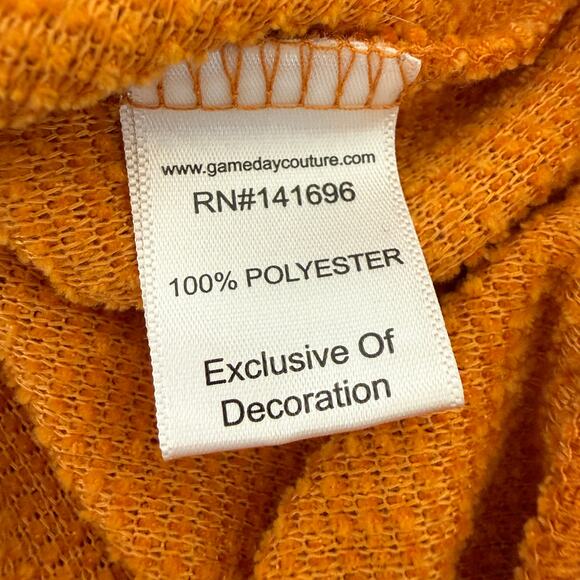 www.gamedaycouture.com
RN#141696
100% POLYESTER
Exclusive Of
Decoration